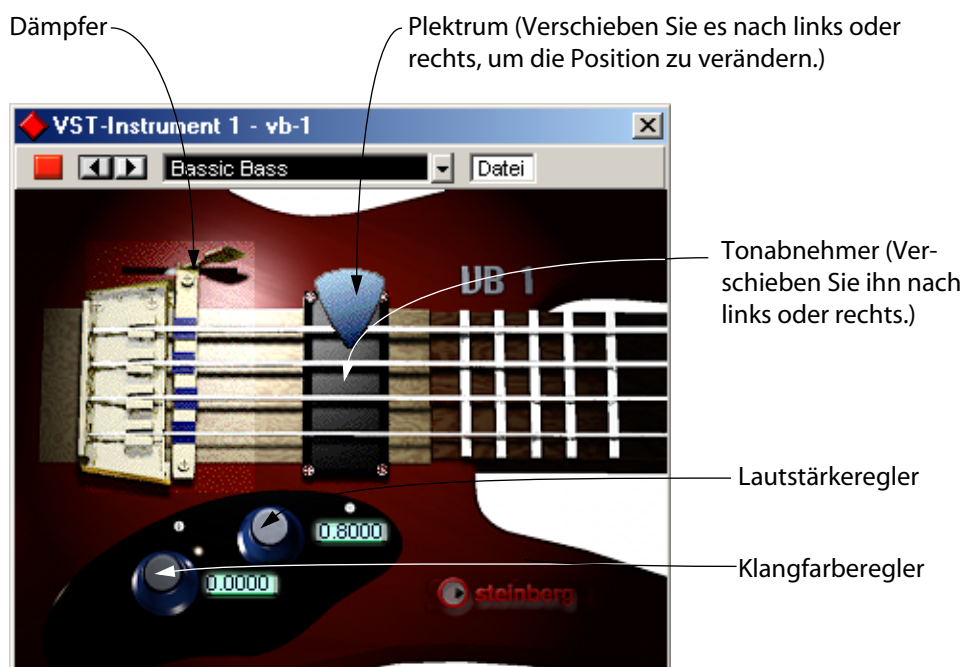 Dämpfer
Plektrum (Verschieben Sie es nach links oder
rechts, um die Position zu verändern.)
VST-Instrument 1 - vb-1
Bassic Bass
Datei
VB 1
Tonabnehmer (Ver-
schieben Sie ihn nach
links oder rechts.)
Lautstärkeregler
0.8000
Klangfarberegler
0.0000
steinberg